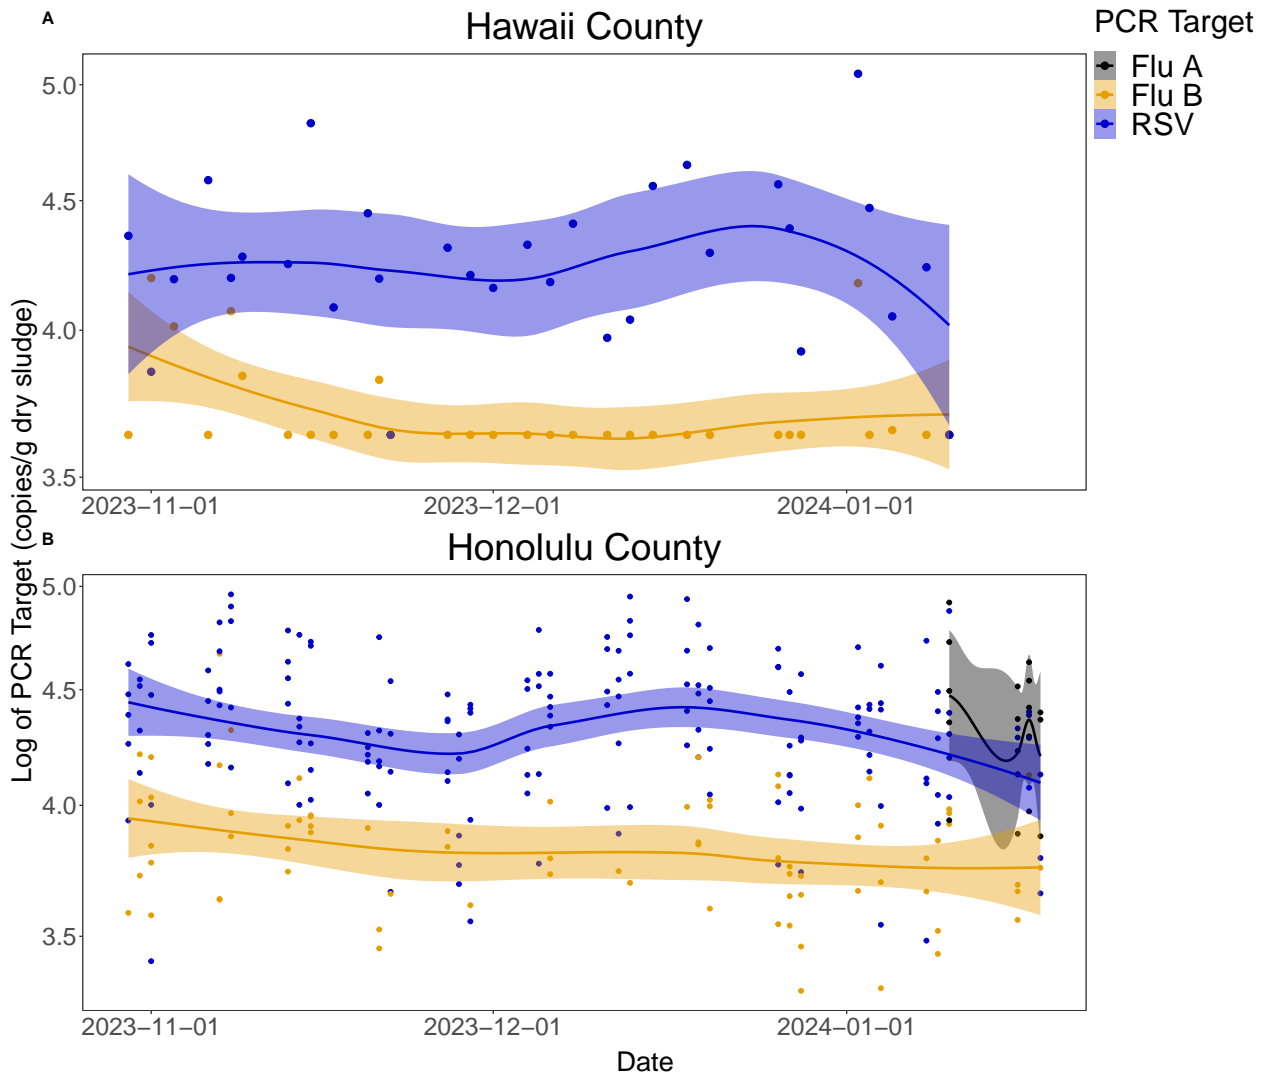 A
Hawaii County
PCR Target
Flu A
Flu B
RSV
5.0
4.5
4.0
3.5
2023−11−01
2023−12−01
2024−01−01
Log of PCR Target (copies/g dry sludge)
B
Honolulu County
5.0
4.5
4.0
3.5
2023−11−01
2023−12−01
2024−01−01
Date